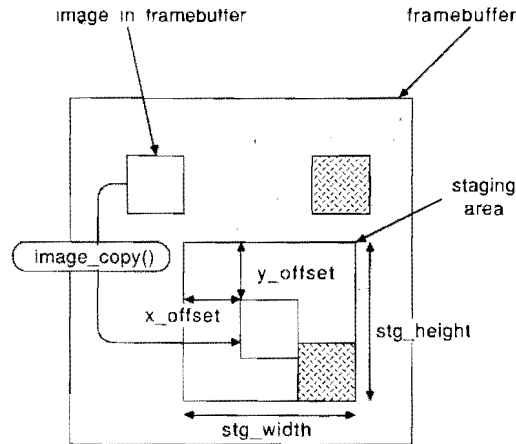 image in framebuffer
framebuffer
staging
area
image_copy()
y_offset
x_offset
stg_height
stg_width